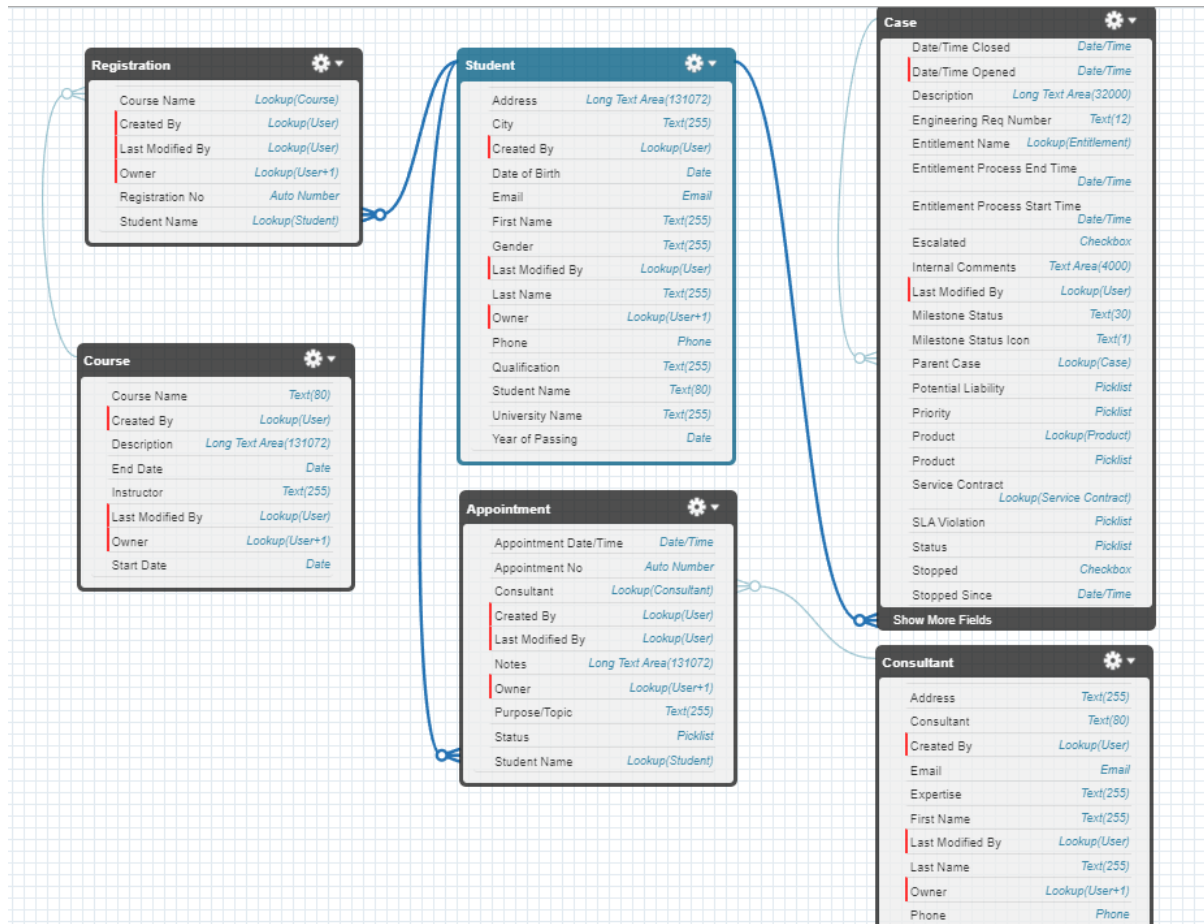 Registration
Course Name Lookup(Course)
Created By Lookup(User)
Last Modified By Lookup(User)
Owner Lookup(User+1)
Registration No Auto Number
Student Name Lookup(Student)
Course
Course Name Text(80)
Created By Lookup(User)
Description Long Text Area(131072)
End Date Date
Instructor Text(255)
Last Modified By Lookup(User)
Owner Lookup(User+1)
Start Date Date
Student
Address Long Text Area(131072)
City Text(255)
Created By Lookup(User)
Date of Birth Date
Email Email
First Name Text(255)
Gender Text(255)
Last Modified By Lookup(User)
Last Name Text(255)
Owner Lookup(User+1)
Phone Phone
Qualification Text(255)
Student Name Text(80)
University Name Text(255)
Year of Passing Date
Appointment
Appointment Date/Time Date/Time
Appointment No Auto Number
Consultant Lookup(Consultant)
Created By Lookup(User)
Last Modified By Lookup(User)
Notes Long Text Area(131072)
Owner Lookup(User+1)
Purpose/Topic Text(255)
Status Picklist
Student Name Lookup(Student)
Case
Date/Time Closed Date/Time
Date/Time Opened Date/Time
Description Long Text Area(32000)
Engineering Req Number Text(12)
Entitlement Name Lookup(Entitlement)
Entitlement Process End Time
Date/Time
Entitlement Process Start Time
Date/Time
Escalated Checkbox
Internal Comments Text Area(4000)
Last Modified By Lookup(User)
Milestone Status Text(30)
Milestone Status Icon Text(1)
Parent Case Lookup(Case)
Potential Liability Picklist
Priority Picklist
Product Lookup(Product)
Product Picklist
Service Contract
Lookup(Service Contract)
SLA Violation Picklist
Status Picklist
Stopped Checkbox
Stopped Since Date/Time
Show More Fields
Consultant
Address Text(255)
Consultant Text(80)
Created By Lookup(User)
Email Email
Expertise Text(255)
First Name Text(255)
Last Modified By Lookup(User)
Last Name Text(255)
Owner Lookup(User+1)
Phone Phone